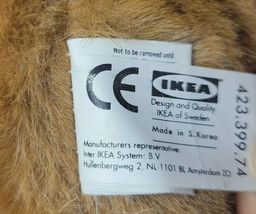 Not to be removed until
CE
IKEA
Design and Quality
IKEA of Sweden
Made in S.Korea
Manufacturers representative:
Inter IKEA Systems B.V
Hullenbergweg 2, NL-1101 BL Amsterdam ZO
423.399.74